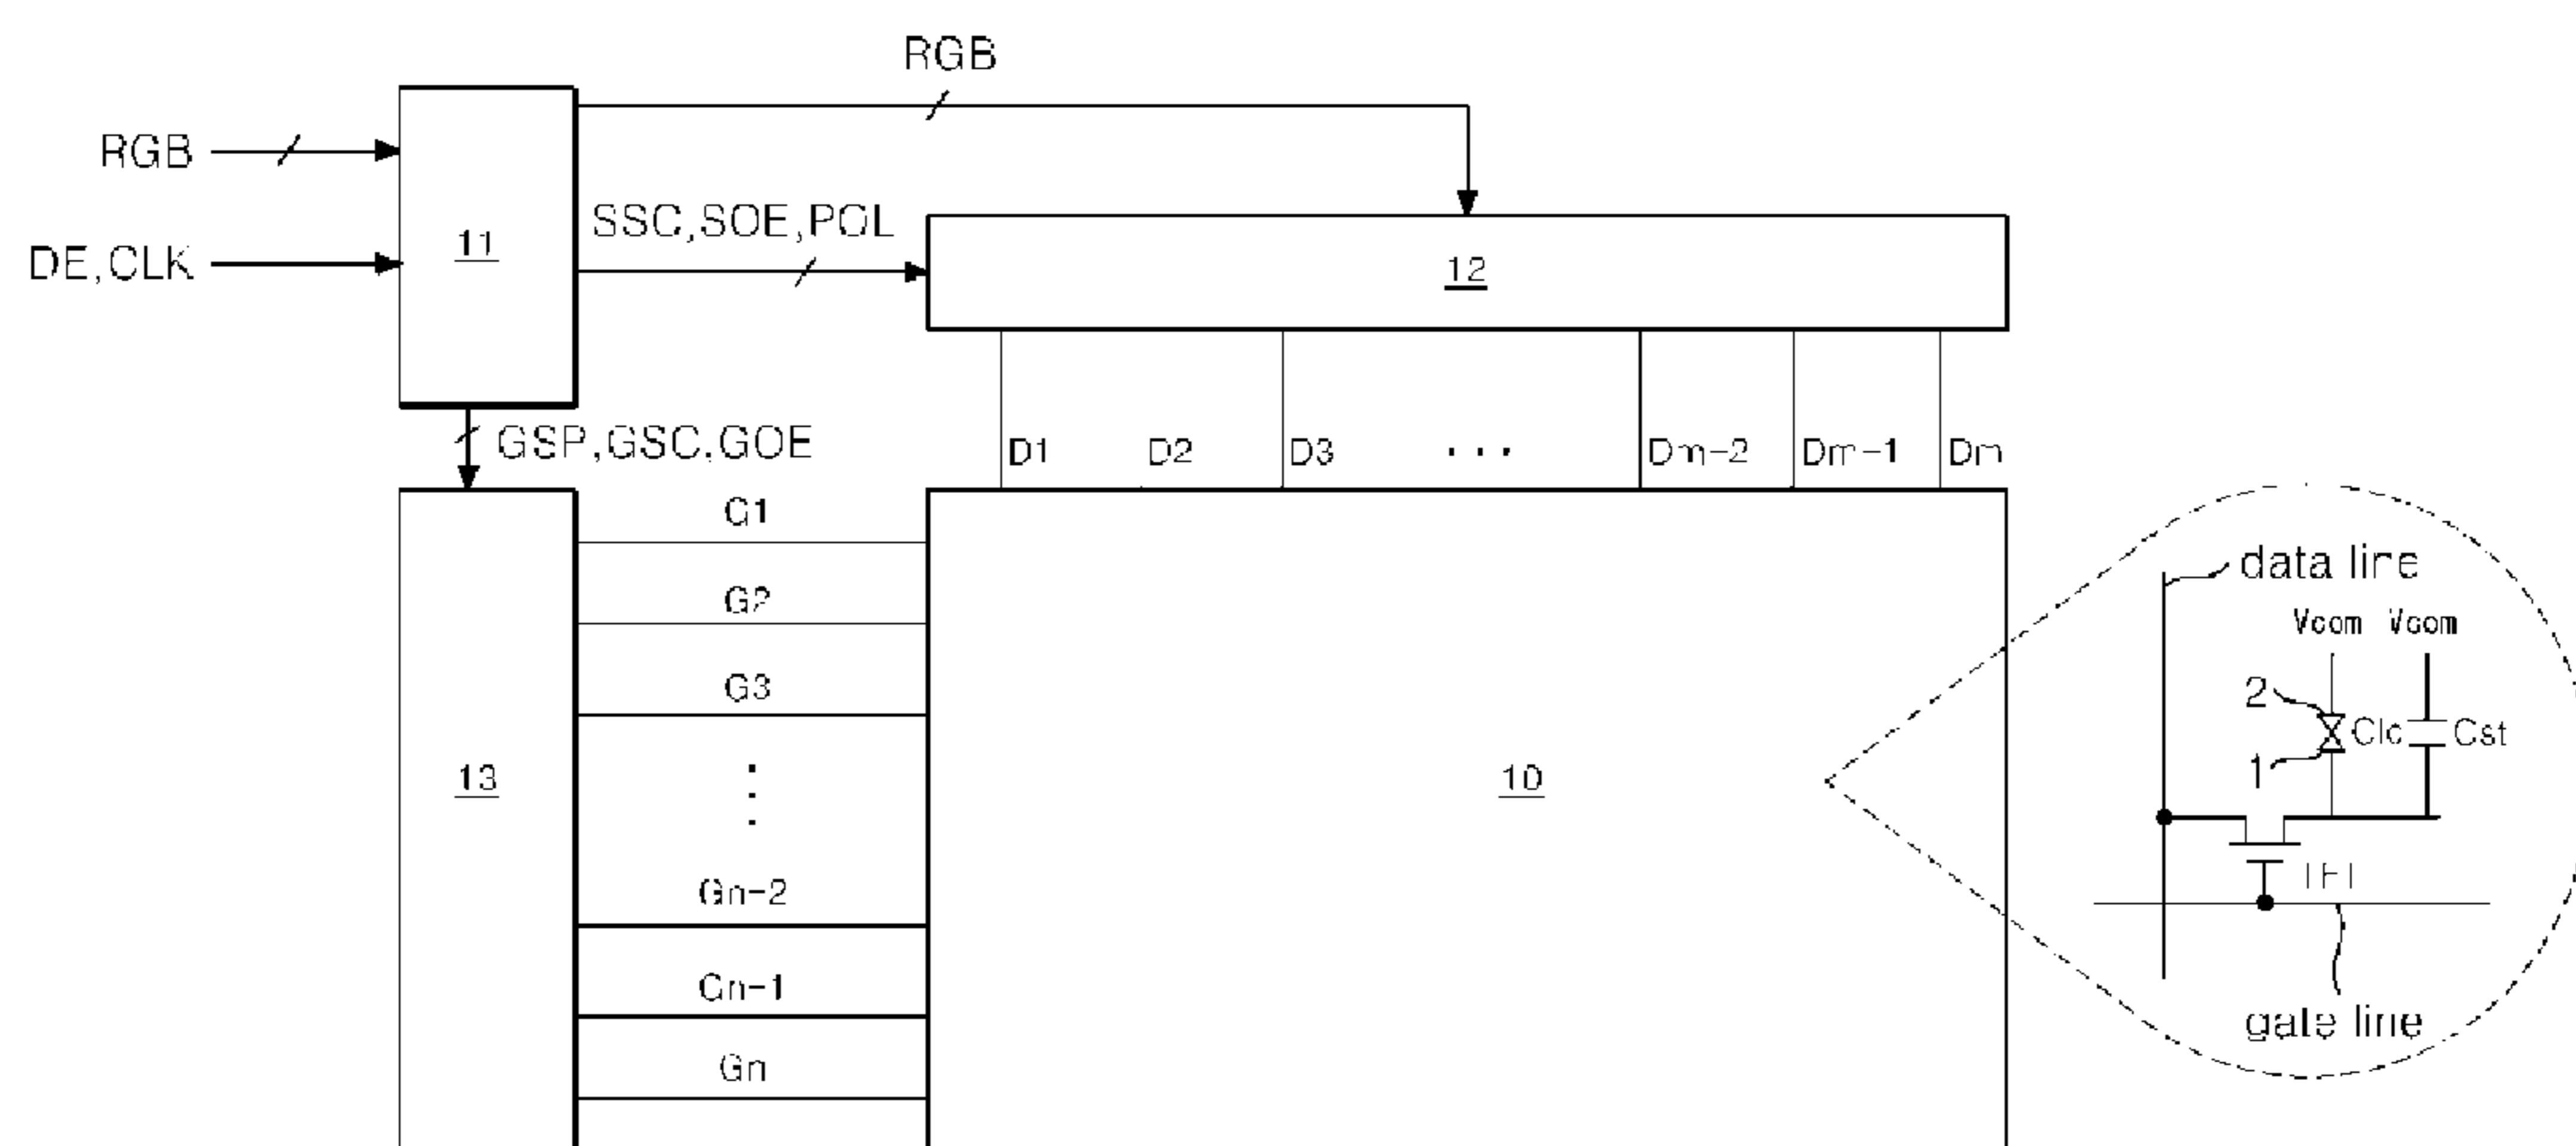 RGB
RGB
DE,CLK
11
SSC,SOE,POL
12
GSP,GSC,GOE
D1 D2 D3 ... Dm-2 Dm-1 Dm
G1
G2
G3
13
10
Gn-2
Gn-1
Gn
data line
Vcom Vcom
2
Clc Cst
1
TFT
gate line